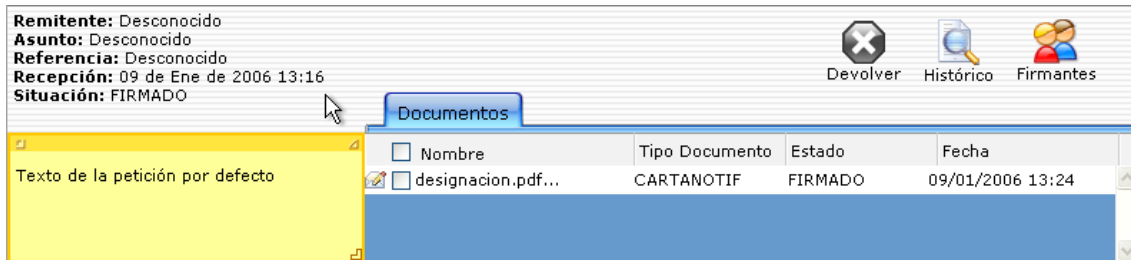 Remitente: Desconocido
Asunto: Desconocido
Referencia: Desconocido
Recepción: 09 de Ene de 2006 13:16
Situación: FIRMADO
Devolver Histórico Firmantes
Documentos
Texto de la petición por defecto
Nombre Tipo Documento Estado Fecha
designacion.pdf... CARTANOTIF FIRMADO 09/01/2006 13:24